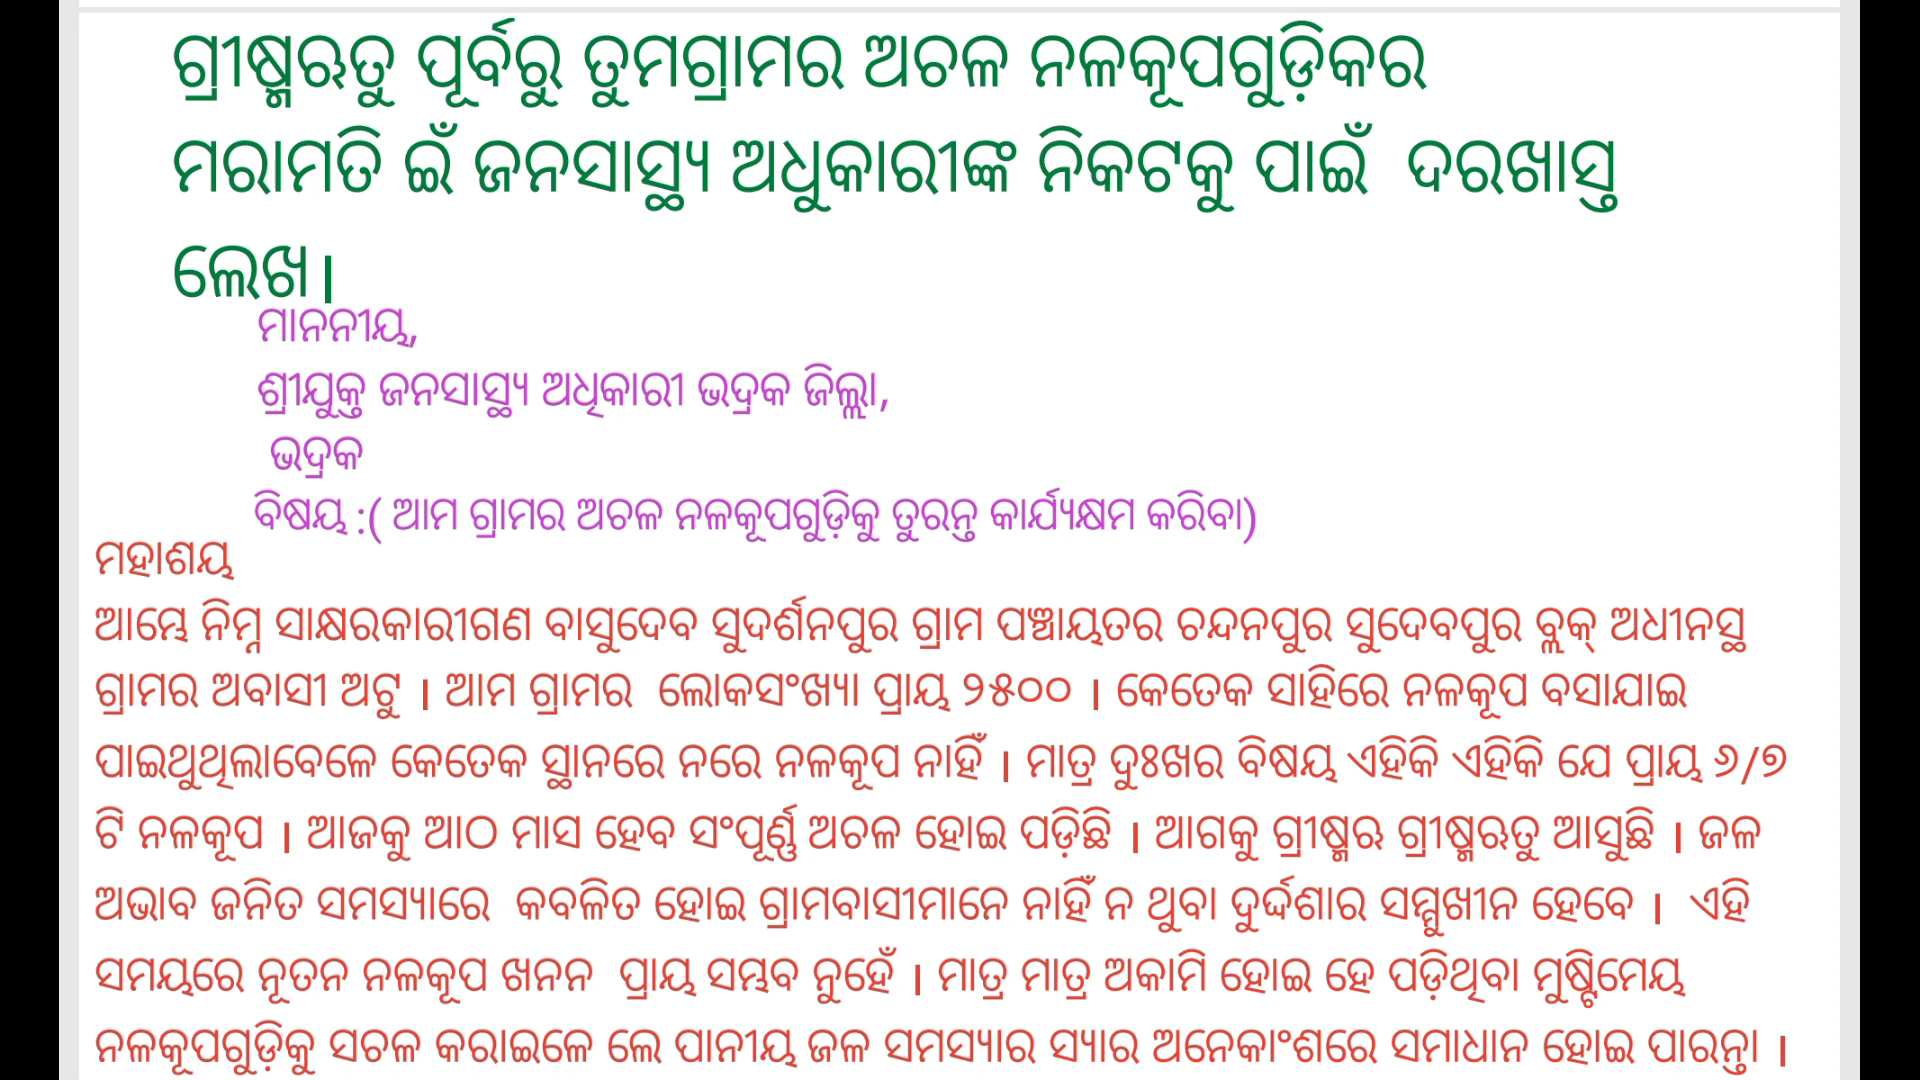 ଗ୍ରୀଷ୍ମଋତୁ ପୂର୍ବରୁ ତୁମଗ୍ରାମର ଅଚଳ ନଳକୂପଗୁଡ଼ିକର
ମରାମତି ଇଁ ଜନସାସ୍ଥ୍ୟ ଅଧୁକାରୀଙ୍କ ନିକଟକୁ ପାଇଁ ଦରଖାସ୍ତ
ଲେଖ।
ମାନନୀୟ,
ଶ୍ରୀଯୁକ୍ତ ଜନସାସ୍ଥ୍ୟ ଅଧିକାରୀ ଭଦ୍ରକ ଜିଲ୍ଲା,
ଭଦ୍ରକ
ବିଷୟ :( ଆମ ଗ୍ରାମର ଅଚଳ ନଳକୂପଗୁଡ଼ିକୁ ତୁରନ୍ତ କାର୍ଯ୍ୟକ୍ଷମ କରିବା)
ମହାଶୟ
ଆମ୍ଭେ ନିମ୍ନ ସାକ୍ଷରକାରୀଗଣ ବାସୁଦେବ ସୁଦର୍ଶନପୁର ଗ୍ରାମ ପଞ୍ଚାୟତର ଚନ୍ଦନପୁର ସୁଦେବପୁର ବ୍ଲକ୍ ଅଧୀନସ୍ଥ
ଗ୍ରାମର ଅବାସୀ ଅଟୁ । ଆମ ଗ୍ରାମର ଲୋକସଂଖ୍ୟା ପ୍ରାୟ ୨୫୦୦ । କେତେକ ସାହିରେ ନଳକୂପ ବସାଯାଇ
ପାଇଥୁଥିଲାବେଳେ କେତେକ ସ୍ଥାନରେ ନରେ ନଳକୂପ ନାହିଁ । ମାତ୍ର ଦୁଃଖର ବିଷୟ ଏହିକି ଏହିକି ଯେ ପ୍ରାୟ ୬/୭
ଟି ନଳକୂପ । ଆଜକୁ ଆଠ ମାସ ହେବ ସଂପୂର୍ଣ୍ଣ ଅଚଳ ହୋଇ ପଡ଼ିଛି । ଆଗକୁ ଗ୍ରୀଷ୍ମଋ ଗ୍ରୀଷ୍ମଋତୁ ଆସୁଛି । ଜଳ
ଅଭାବ ଜନିତ ସମସ୍ୟାରେ କବଳିତ ହୋଇ ଗ୍ରାମବାସୀମାନେ ନାହିଁ ନ ଥୁବା ଦୁର୍ଦ୍ଦଶାର ସମ୍ମୁଖୀନ ହେବେ । ଏହି
ସମୟରେ ନୂତନ ନଳକୂପ ଖନନ ପ୍ରାୟ ସମ୍ଭବ ନୁହେଁ । ମାତ୍ର ମାତ୍ର ଅକାମି ହୋଇ ହେ ପଡ଼ିଥିବା ମୁଷ୍ଟିମେୟ
ନଳକୂପଗୁଡ଼ିକୁ ସଚଳ କରାଇଳେ ଲେ ପାନୀୟ ଜଳ ସମସ୍ୟାର ସ୍ୟାର ଅନେକାଂଶରେ ସମାଧାନ ହୋଇ ପାରନ୍ତା ।